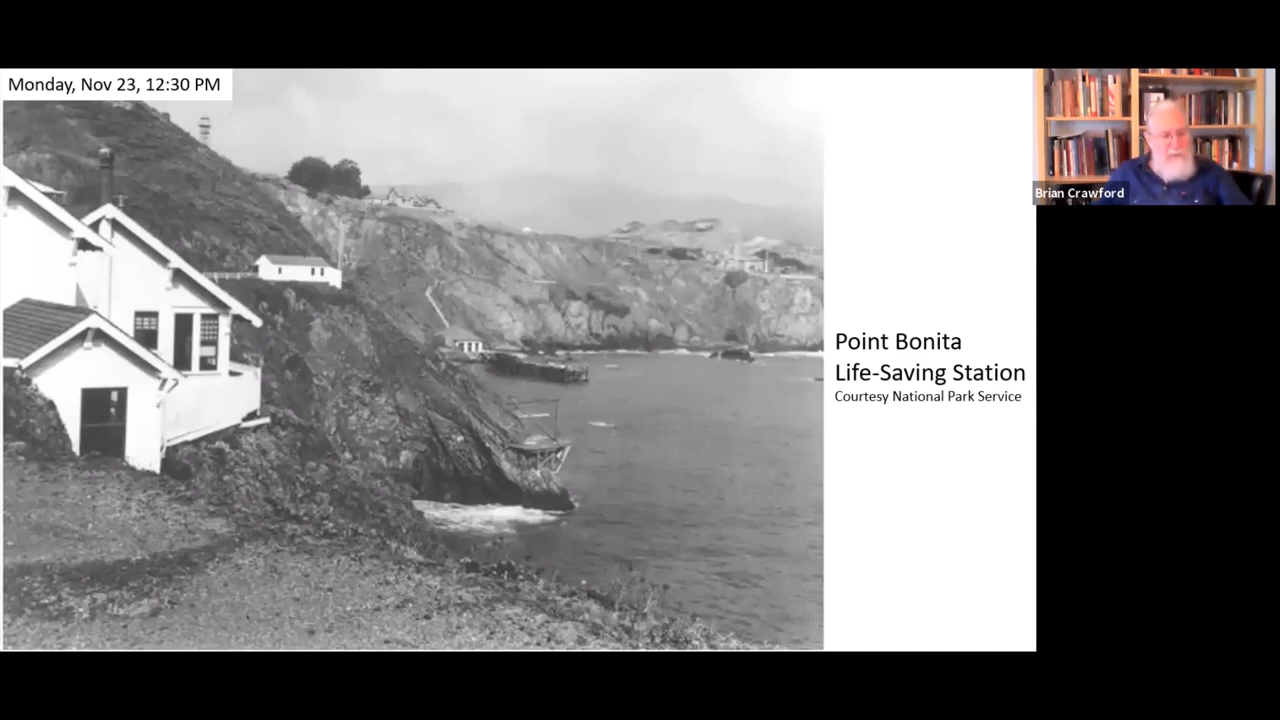 Monday, Nov 23, 12:30 PM
Brian Crawford
Point Bonita
Life-Saving Station
Courtesy National Park Service